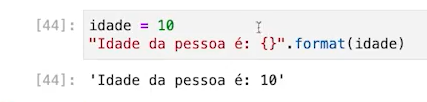 [44]: idade = 10
"Idade da pessoa é: {}".format(idade)
[44]: 'Idade da pessoa é: 10'